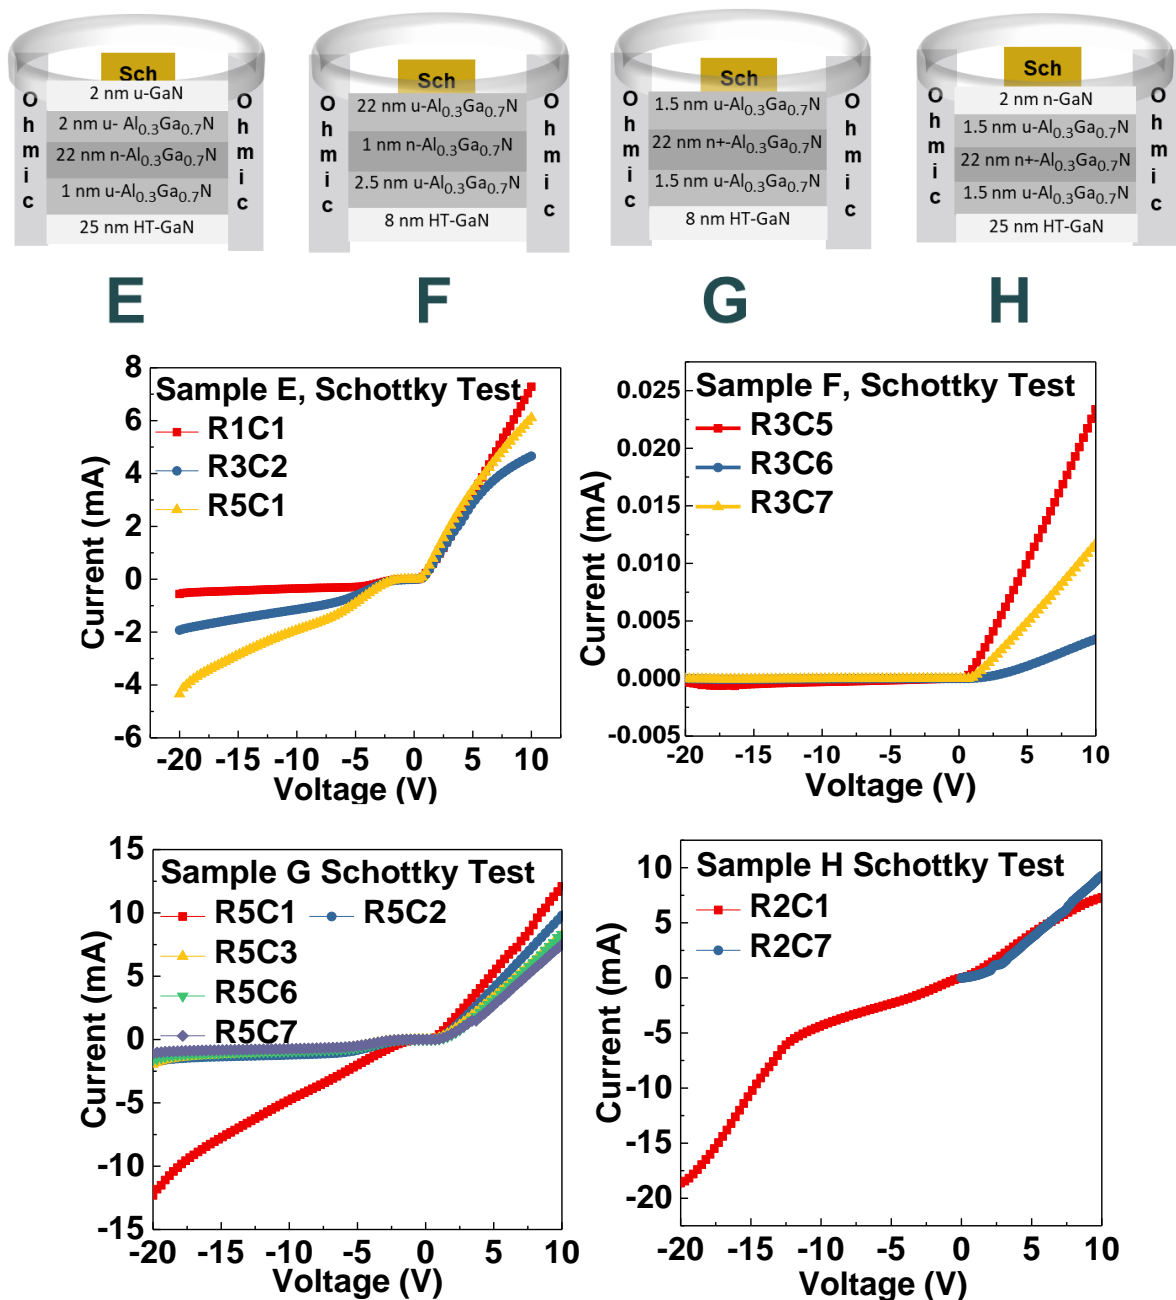 Sch
2 nm u-GaN
2 nm u- Al0.3Ga0.7N
22 nm n-Al0.3Ga0.7N
1 nm u-Al0.3Ga0.7N
25 nm HT-GaN
Ohmic
Ohmic
Sch
22 nm u-Al0.3Ga0.7N
1 nm n-Al0.3Ga0.7N
2.5 nm u-Al0.3Ga0.7N
8 nm HT-GaN
Ohmic
Ohmic
Sch
1.5 nm u-Al0.3Ga0.7N
22 nm n+-Al0.3Ga0.7N
1.5 nm u-Al0.3Ga0.7N
8 nm HT-GaN
Ohmic
Ohmic
Sch
2 nm n-GaN
1.5 nm u-Al0.3Ga0.7N
22 nm n+-Al0.3Ga0.7N
1.5 nm u-Al0.3Ga0.7N
25 nm HT-GaN
Ohmic
Ohmic
E F G H
Sample E, Schottky Test
R1C1
R3C2
R5C1
Current (mA)
8
6
4
2
0
-2
-4
-6
-20 -15 -10 -5 0 5 10
Voltage (V)
Sample F, Schottky Test
R3C5
R3C6
R3C7
Current (mA)
0.025
0.020
0.015
0.010
0.005
0.000
-0.005
-20 -15 -10 -5 0 5 10
Voltage (V)
Sample G Schottky Test
R5C1 R5C2
R5C3
R5C6
R5C7
Current (mA)
15
10
5
0
-5
-10
-15
-20 -15 -10 -5 0 5 10
Voltage (V)
Sample H Schottky Test
R2C1
R2C7
Current (mA)
10
5
0
-5
-10
-15
-20
-20 -15 -10 -5 0 5 10
Voltage (V)